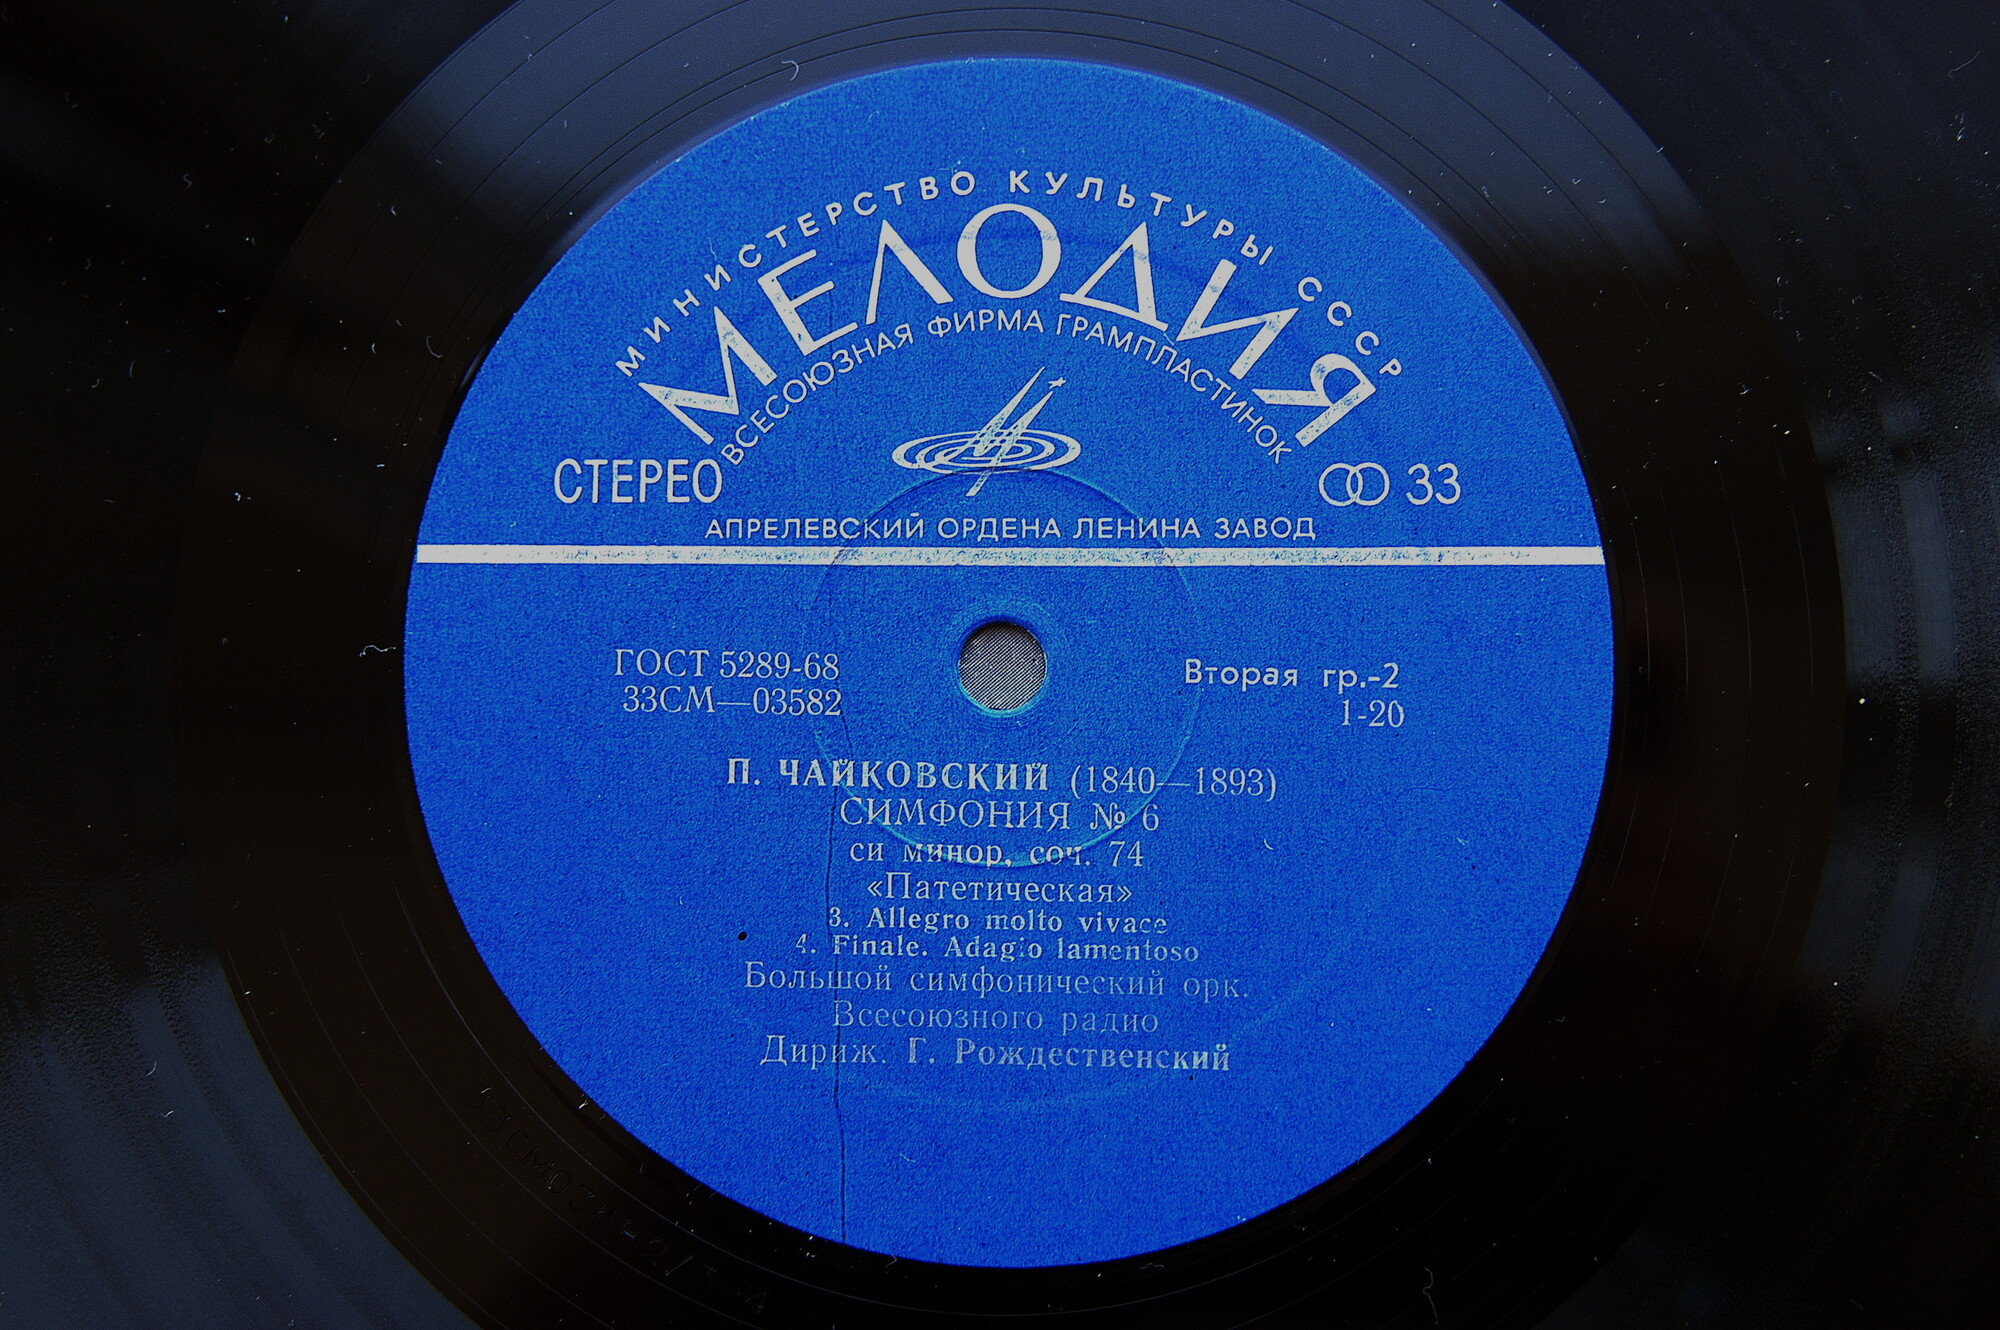 МИНИСТЕРСТВО КУЛЬТУРЫ СССР
МЕЛОДИЯ
ВСЕСОЮЗНАЯ ФИРМА ГРАМПЛАСТИНОК
СТЕРЕО 33
АПРЕЛЕВСКИЙ ОРДЕНА ЛЕНИНА ЗАВОД
ГОСТ 5289-68
33СМ—03582
Вторая гр.-2
1-20
П. ЧАЙКОВСКИЙ (1840—1893)
СИМФОНИЯ № 6
си минор, соч. 74
«Патетическая»
3. Allegro molto vivace
4. Finale. Adagio lamentoso
Большой симфонический орк.
Всесоюзного радио
Дириж. Г. Рождественский